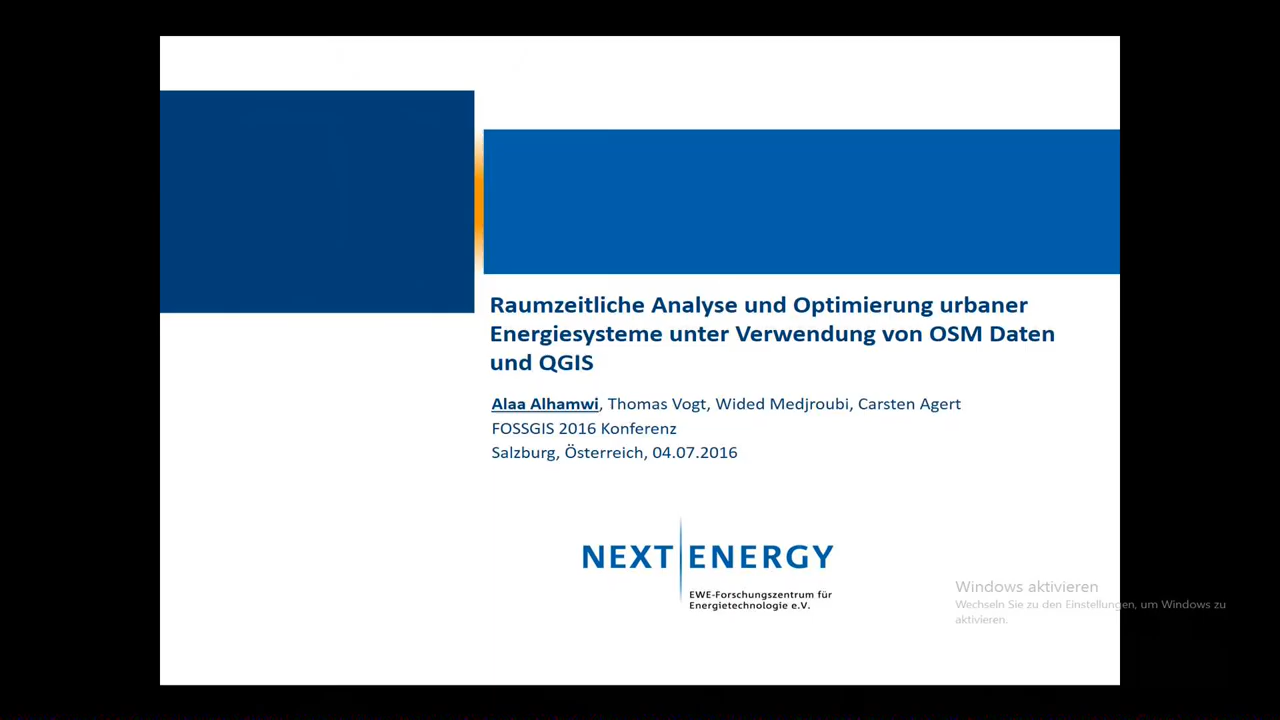 Raumzeitliche Analyse und Optimierung urbaner
Energiesysteme unter Verwendung von OSM Daten
und QGIS
Alaa Alhamwi, Thomas Vogt, Wided Medjroubi, Carsten Agert
FOSSGIS 2016 Konferenz
Salzburg, Österreich, 04.07.2016
NEXT ENERGY
EWE-Forschungszentrum für
Energietechnologie e.V.
Windows aktivieren
Wechseln Sie zu den Einstellungen, um Windows zu
aktivieren.